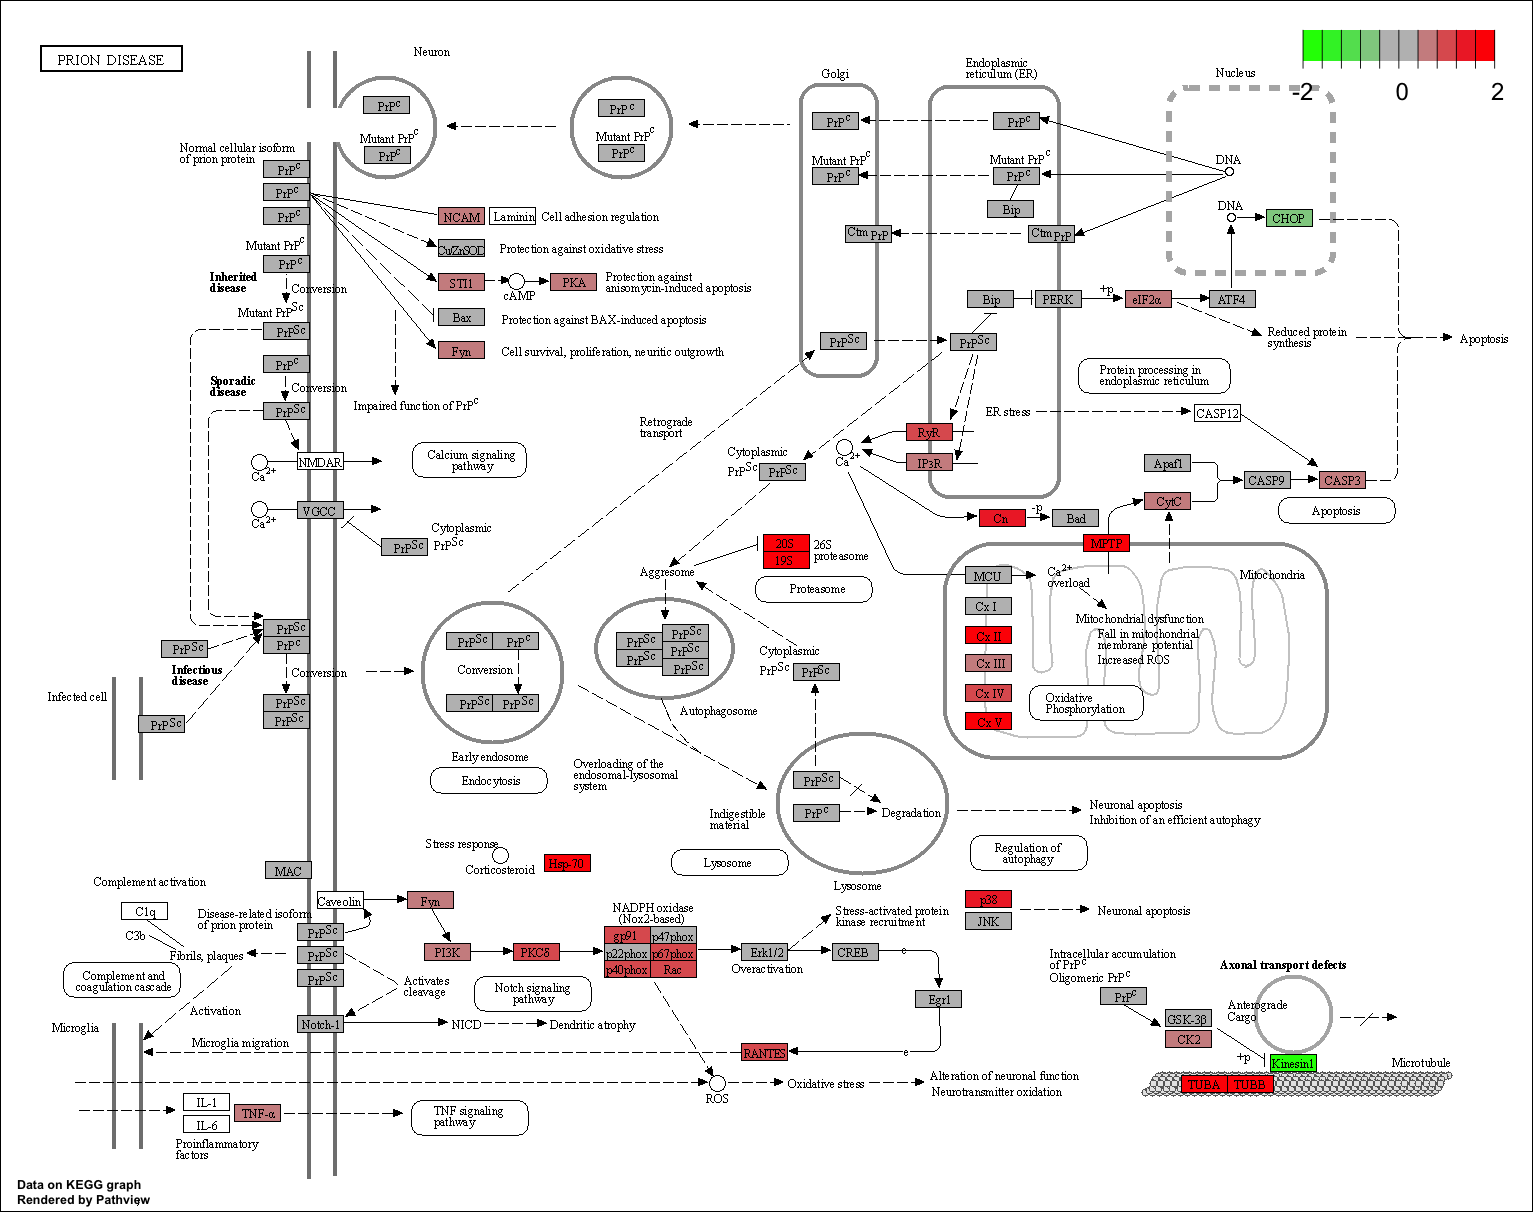 PRION DISEASE
Neuron
Golgi
Endoplasmic
reticulum (ER)
Nucleus
-2
0
2
PrPc
Mutant PrPc
PrPc
PrPc
Mutant PrPc
PrPc
PrPc
Mutant PrPc
PrPc
PrPc
Mutant PrPc
PrPc
Bip
DNA
DNA
CHOP
Ctm PrP
Ctm PrP
Normal cellular isoform
of prion protein
PrPc
PrPc
PrPc
Mutant PrPc
PrPc
Inherited
disease
Conversion
Mutant PrPSc
PrPSc
PrPc
Sporadic
disease
Conversion
PrPSc
NCAM
Laminin
Cell adhesion regulation
Cu/ZnSOD
Protection against oxidative stress
STI1
cAMP
PKA
Protection against
anisomycin-induced apoptosis
Bax
Protection against BAX-induced apoptosis
Fyn
Cell survival, proliferation, neuritic outgrowth
Impaired function of PrPc
Bip
PERK
+p
eIF2α
ATF4
Reduced protein
synthesis
Apoptosis
PrPSc
PrPSc
Protein processing in
endoplasmic reticulum
ER stress
CASP12
RyR
IP3R
Ca2+
Apaf1
CASP9
CASP3
CytC
Apoptosis
Cn
-p
Bad
MPTP
Retrograde
transport
Cytoplasmic
PrPSc
PrPSc
NMDAR
Ca2+
Calcium signaling
pathway
VGCC
Ca2+
Cytoplasmic
PrPSc
PrPSc
20S
19S
26S
proteasome
Proteasome
Aggresome
MCU
Ca2+
overload
Mitochondria
Cx I
Cx II
Cx III
Cx IV
Cx V
Mitochondrial dysfunction
Fall in mitochondrial
membrane potential
Increased ROS
Oxidative
Phosphorylation
PrPSc
PrPSc
PrPc
Infectious
disease
Conversion
PrPSc
PrPSc
Infected cell
PrPSc
PrPSc
PrPc
Conversion
PrPSc
PrPSc
Early endosome
Endocytosis
PrPSc
PrPSc
PrPSc
PrPSc
PrPSc
Autophagosome
Cytoplasmic
PrPSc
PrPSc
Overloading of the
endosomal-lysosomal
system
Indigestible
material
PrPSc
PrPc
Degradation
Lysosome
Lysosome
Neuronal apoptosis
Inhibition of an efficient autophagy
Regulation of
autophagy
Stress response
Corticosteroid
Hsp-70
MAC
Complement activation
C1q
C3b
Disease-related isoform
of prion protein
Fibrils, plaques
Complement and
coagulation cascade
Caveolin
PrPSc
PrPSc
PrPSc
Fyn
PI3K
PKCδ
NADPH oxidase
(Nox2-based)
gp91
p47phox
p22phox
p67phox
p40phox
Rac
Erk1/2
Overactivation
Stress-activated protein
kinase recruitment
CREB
e
Egr1
e
RANTES
p38
JNK
Neuronal apoptosis
Activates
cleavage
Notch signaling
pathway
Notch-1
NICD
Dendritic atrophy
Activation
Microglia
Microglia migration
ROS
Oxidative stress
Alteration of neuronal function
Neurotransmitter oxidation
IL-1
IL-6
TNF-α
Proinflammatory
factors
TNF signaling
pathway
Intracellular accumulation
of PrPc
Oligomeric PrPc
PrPc
Axonal transport defects
Anterograde
Cargo
GSK-3β
CK2
+p
Kinesin1
TUBA
TUBB
Microtubule
Data on KEGG graph
Rendered by Pathview